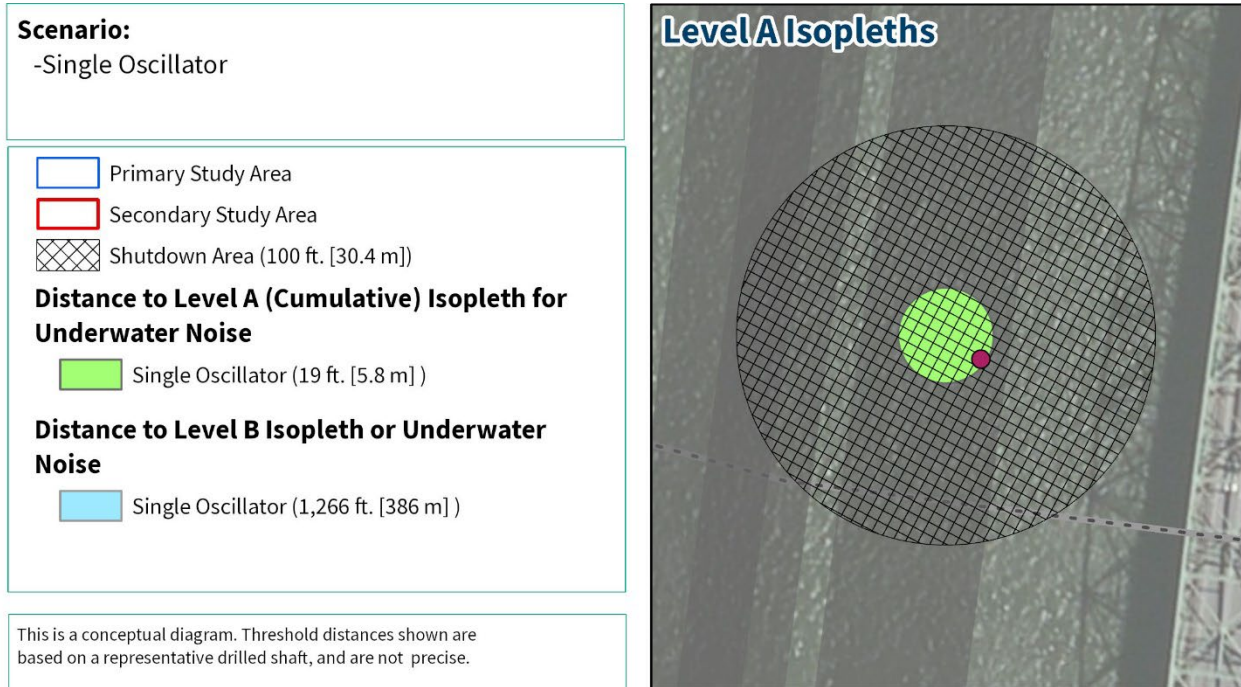 Scenario:
-Single Oscillator
Primary Study Area
Secondary Study Area
Shutdown Area (100 ft. [30.4 m])
Distance to Level A (Cumulative) Isopleth for
Underwater Noise
Single Oscillator (19 ft. [5.8 m] )
Distance to Level B Isopleth or Underwater
Noise
Single Oscillator (1,266 ft. [386 m] )
This is a conceptual diagram. Threshold distances shown are
based on a representative drilled shaft, and are not precise.
Level A Isopleths